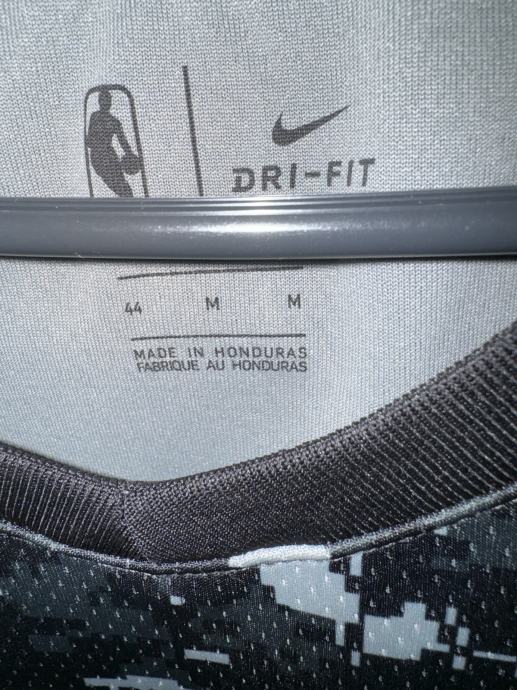 DRI-FIT
44 M M
MADE IN HONDURAS
FABRIQUE AU HONDURAS